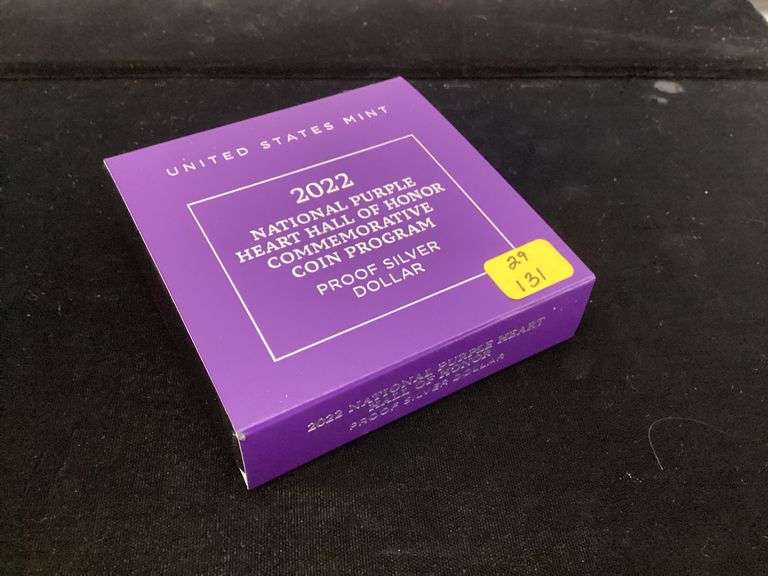 UNITED STATES MINT
2022
NATIONAL PURPLE
HEART HALL OF HONOR
COMMEMORATIVE
COIN PROGRAM
PROOF SILVER
DOLLAR
29
131
2022 NATIONAL PURPLE HEART
HALL OF HONOR
PROOF SILVER DOLLAR